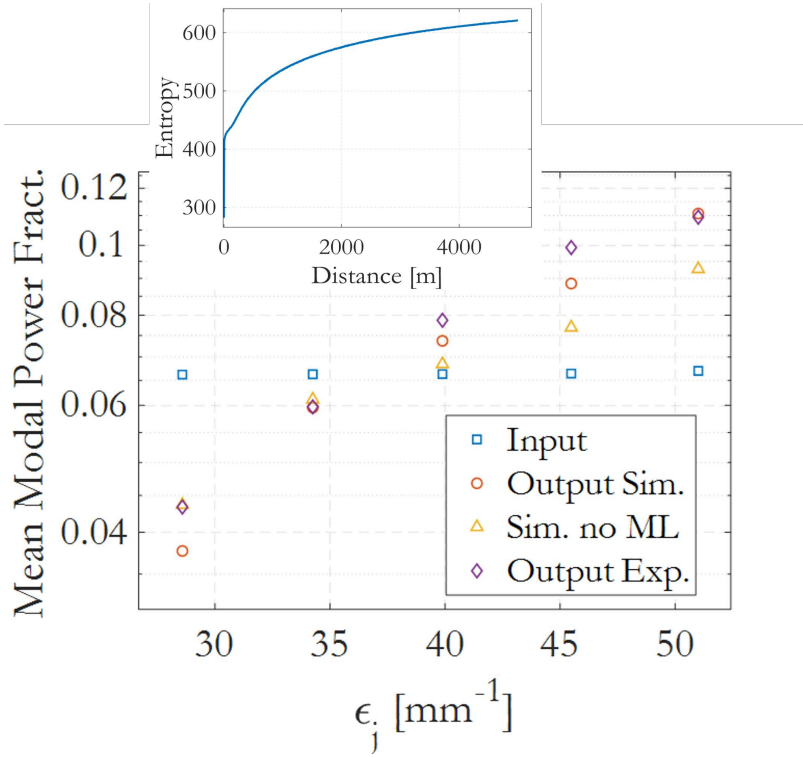 600
500
400
300
Entropy
0
2000
4000
Distance [m]
Mean Modal Power Fract.
0.12
0.1
0.08
0.06
0.04
Input
Output Sim.
Sim. no ML
Output Exp.
30
35
40
45
50
ϵj [mm-1]